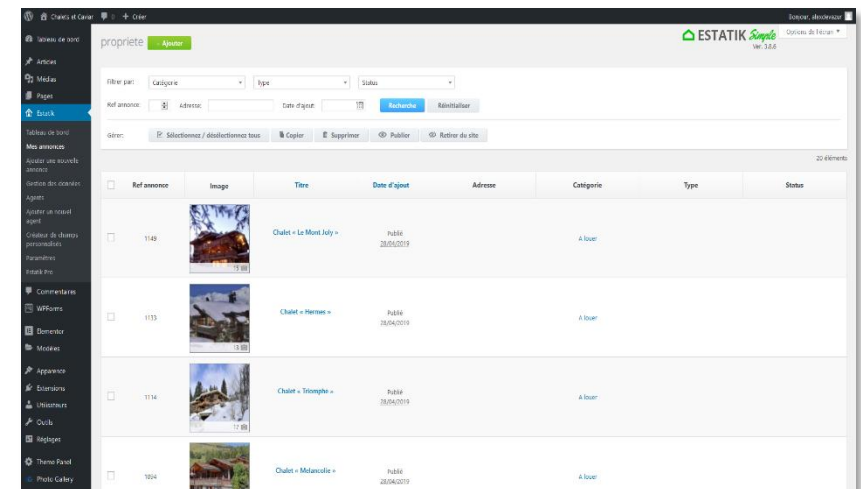 Chalets et Caviar 0 + Créer
Bonjour, alexdevazur
Tableau de bord
Articles
Médias
Pages
Estatik
Tableau de bord
Mes annonces
Ajouter une nouvelle
annonce
Gestion des données
Agents
Ajouter un nouvel
agent
Créateur de champs
personnalisés
Paramètres
Estatik Pro
Commentaires
WPForms
Elementor
Modèles
Apparence
Extensions
Utilisateurs
Outils
Réglages
Theme Panel
Photo Gallery
propriete Ajouter
ESTATIK Simple
Options de l'écran
Filtrer par: Catégorie Type Status
Ref annonce: Adresse: Date d'ajout: Recherche Réinitialiser
Gérer: Sélectionnez / désélectionnez tous Copier Supprimer Publier Retirer du site
20 éléments
Ref annonce Image Titre Date d'ajout Adresse Catégorie Type Status
1149 Chalet « Le Mont Joly » Publié A louer
28/04/2019
1133 Chalet « Hermes » Publié A louer
28/04/2019
13
1114 Chalet « Triomphe » Publié A louer
28/04/2019
17
1094 Chalet « Melancolie » Publié A louer
28/04/2019